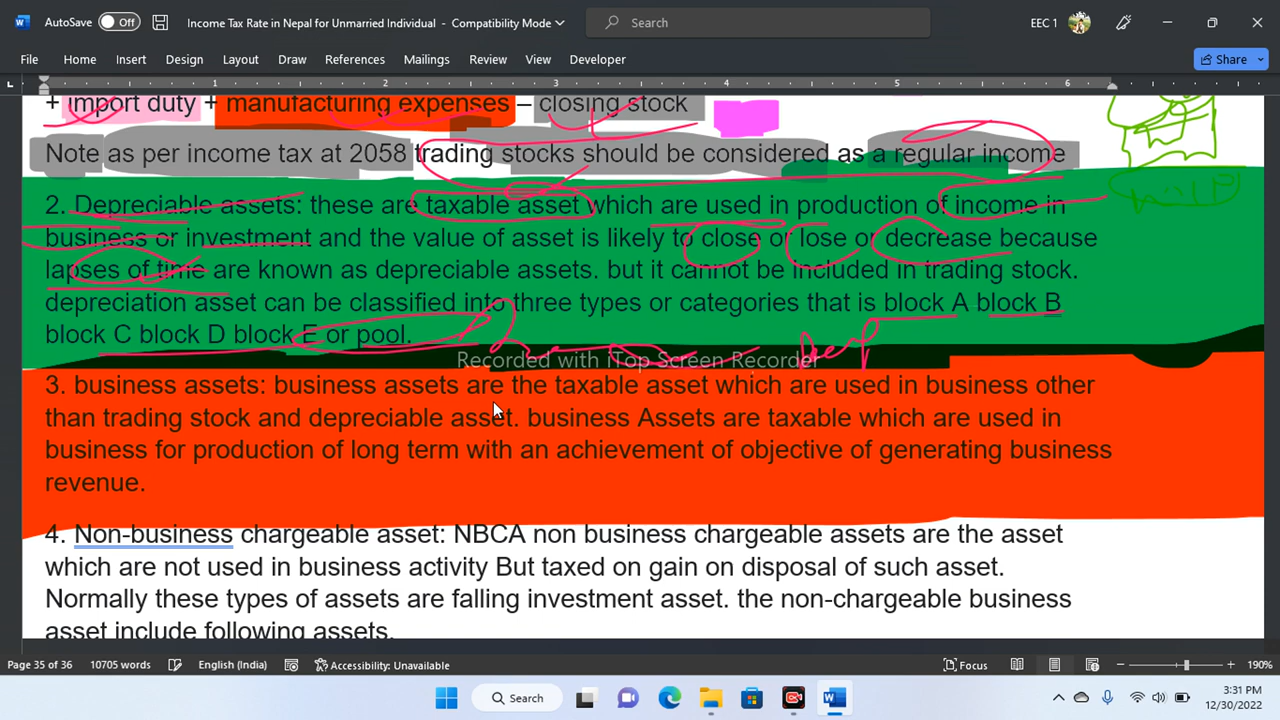 AutoSave Off Income Tax Rate in Nepal for Unmarried Individual - Compatibility Mode Search EEC 1
File Home Insert Design Layout References Mailings Review View Developer Share
1 2 3 4 5 6
+ import duty + manufacturing expenses – closing stock
Note as per income tax at 2058 trading stocks should be considered as a regular income
2. Depreciable assets: these are taxable asset which are used in production of income in
business or investment and the value of asset is likely to close or lose or decrease because
lapses of time are known as depreciable assets. but it cannot be included in trading stock.
depreciation asset can be classified into three types or categories that is block A block B
block C block D block E or pool.
Recorded with iTop Screen Recorder
3. business assets: business assets are the taxable asset which are used in business other
than trading stock and depreciable asset. business Assets are taxable which are used in
business for production of long term with an achievement of objective of generating business
revenue.
4. Non-business chargeable asset: NBCA non business chargeable assets are the asset
which are not used in business activity But taxed on gain on disposal of such asset.
Normally these types of assets are falling investment asset. the non-chargeable business
asset include following assets.
Page 35 of 36 10705 words English (India) Accessibility: Unavailable Focus 190%
Search 3:31 PM
12/30/2022